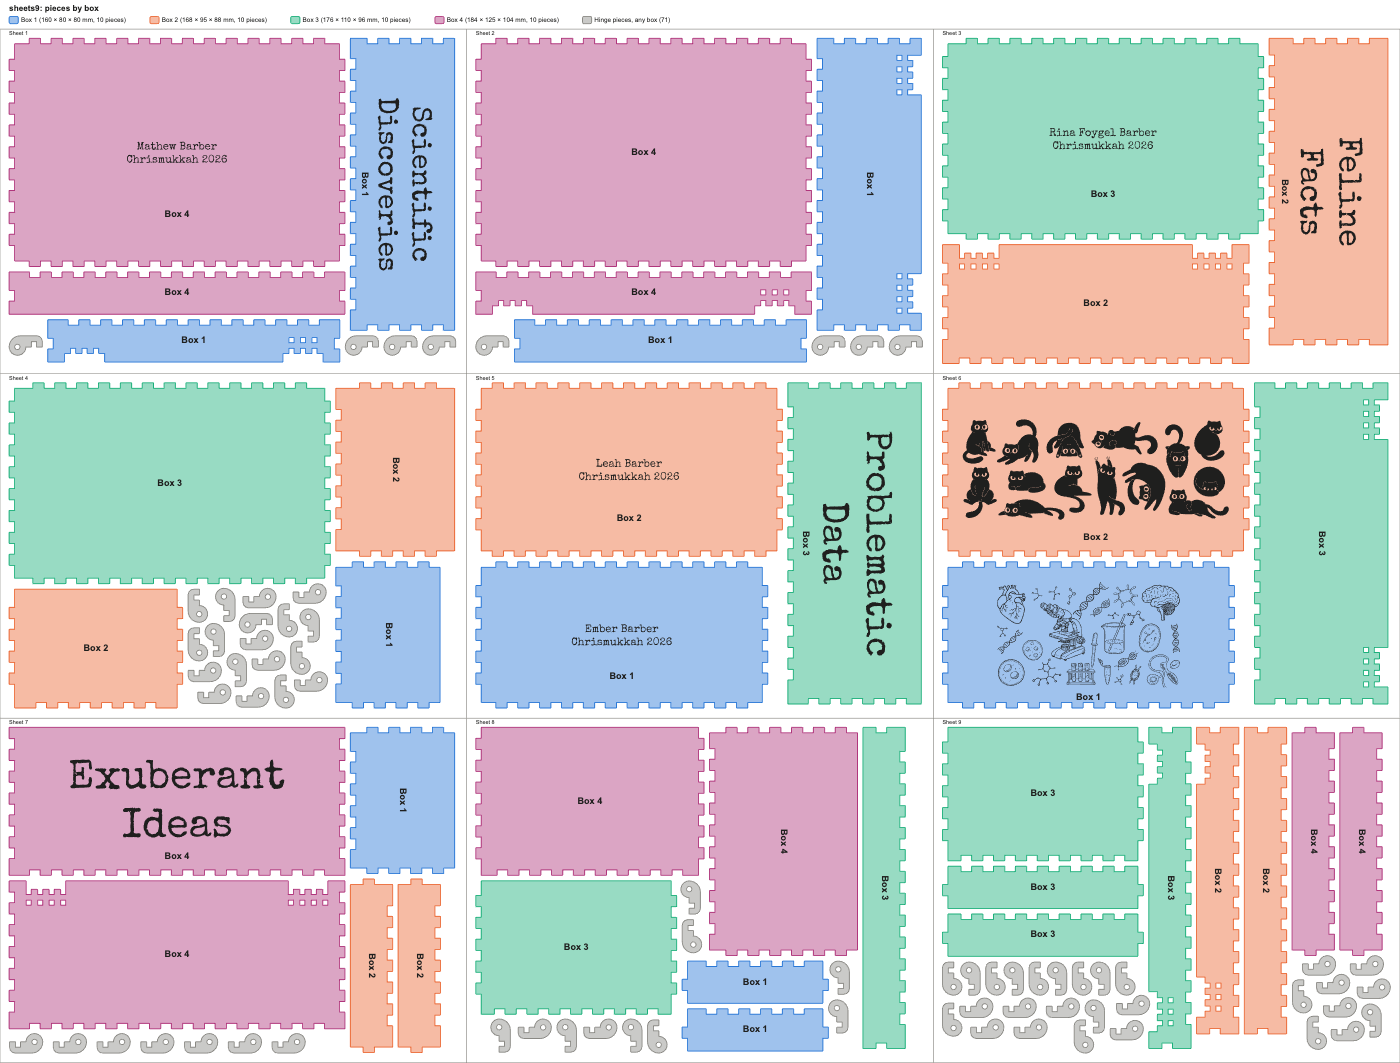 sheets9: pieces by box
Box 1 (160 × 80 × 80 mm, 10 pieces)
Box 2 (168 × 95 × 88 mm, 10 pieces)
Box 3 (176 × 110 × 96 mm, 10 pieces)
Box 4 (184 × 125 × 104 mm, 10 pieces)
Hinge pieces, any box (71)
Sheet 1
Mathew Barber
Chrismukkah 2026
Box 4
Scientific
Discoveries
Box 1
Box 4
Box 1
Sheet 2
Box 4
Box 1
Box 4
Box 1
Sheet 3
Rina Foygel Barber
Chrismukkah 2026
Box 3
Feline
Facts
Box 2
Box 2
Sheet 4
Box 3
Box 2
Box 2
Box 1
Sheet 5
Leah Barber
Chrismukkah 2026
Box 2
Problematic
Data
Box 3
Ember Barber
Chrismukkah 2026
Box 1
Sheet 6
Box 2
Box 3
Box 1
Sheet 7
Exuberant
Ideas
Box 4
Box 1
Box 4
Box 2
Box 2
Sheet 8
Box 4
Box 4
Box 3
Box 3
Box 1
Box 1
Sheet 9
Box 3
Box 3
Box 3
Box 3
Box 2
Box 2
Box 4
Box 4